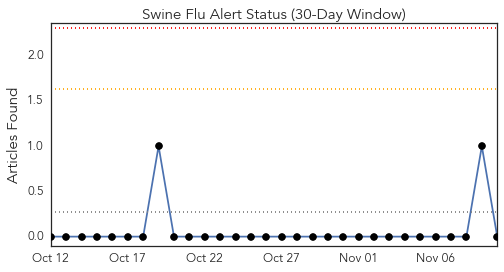 Swine Flu Alert Status (30-Day Window)
Articles Found
2.0
1.5
1.0
0.5
0.0
Oct 12 Oct 17 Oct 22 Oct 27 Nov 01 Nov 06